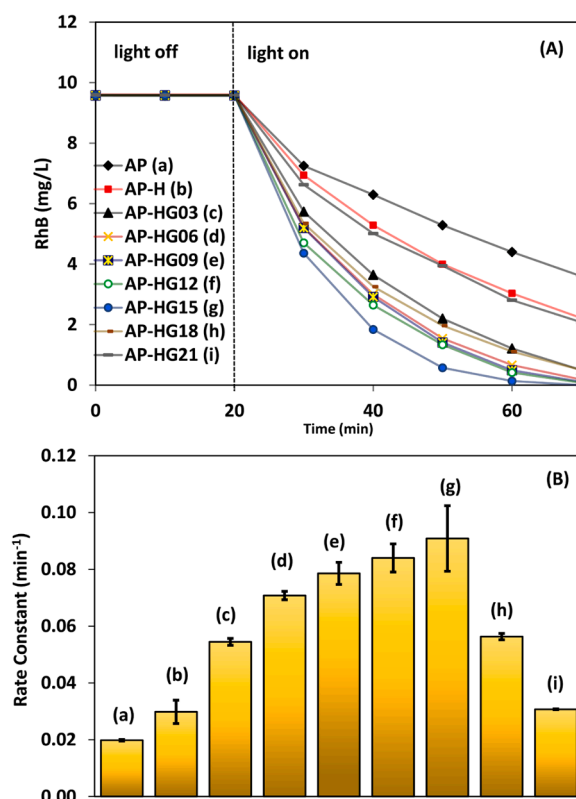 12
10
8
6
4
2
0
RhB (mg/L)
light off
light on
(A)
AP (a)
AP-H (b)
AP-HG03 (c)
AP-HG06 (d)
AP-HG09 (e)
AP-HG12 (f)
AP-HG15 (g)
AP-HG18 (h)
AP-HG21 (i)
0
20
40
60
Time (min)
0.12
0.10
0.08
0.06
0.04
0.02
0.00
Rate Constant (min⁻¹)
(B)
(a)
(b)
(c)
(d)
(e)
(f)
(g)
(h)
(i)